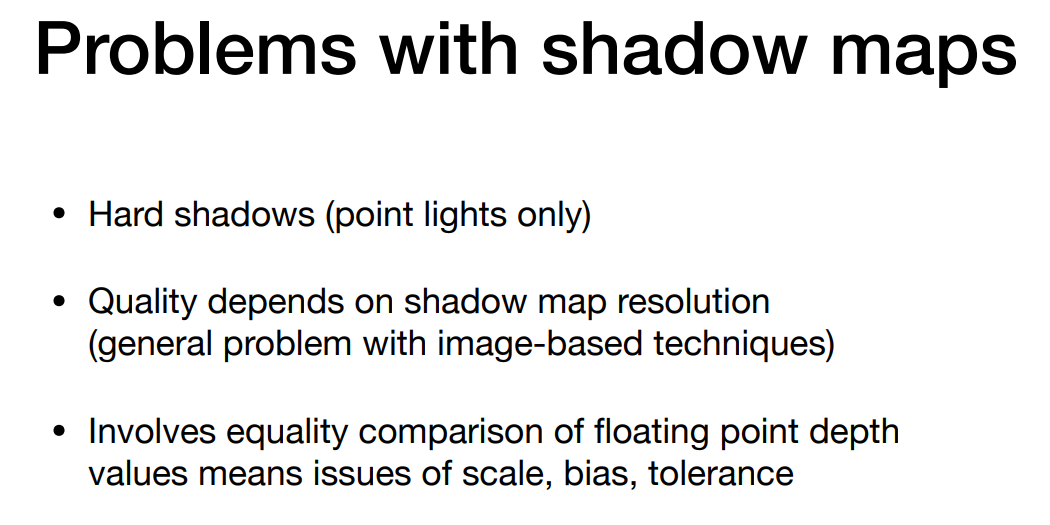 Problems with shadow maps
• Hard shadows (point lights only)
• Quality depends on shadow map resolution
(general problem with image-based techniques)
• Involves equality comparison of floating point depth
values means issues of scale, bias, tolerance